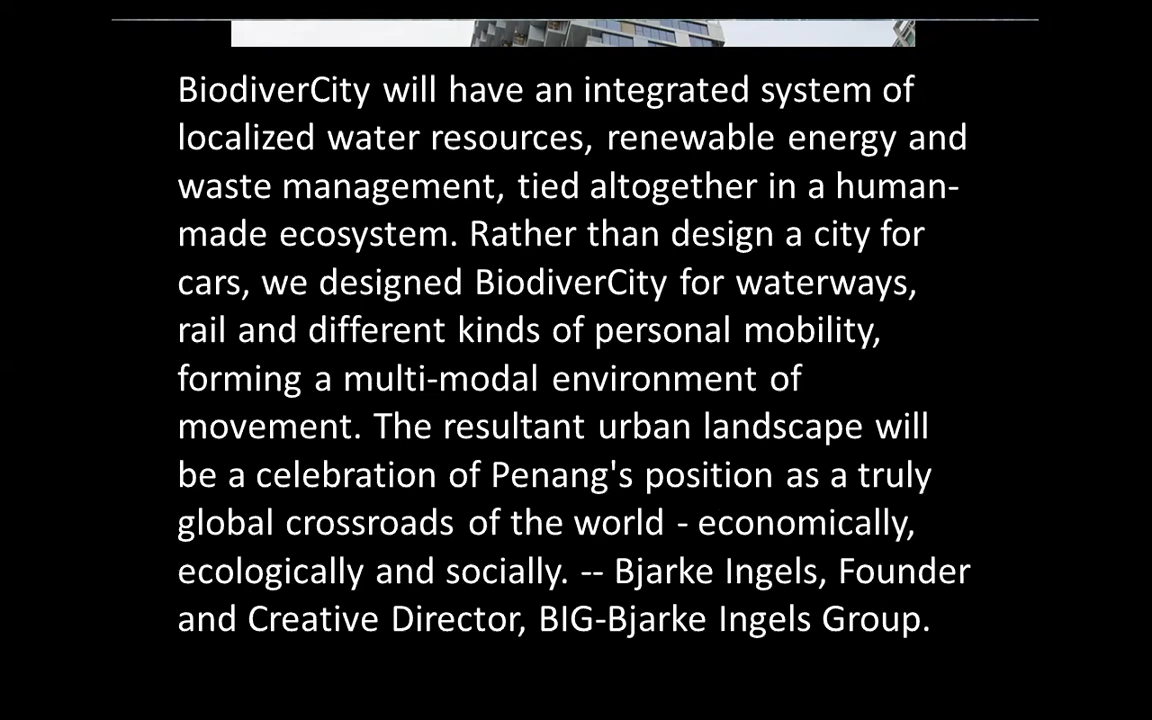 BiodiverCity will have an integrated system of
localized water resources, renewable energy and
waste management, tied altogether in a human-
made ecosystem. Rather than design a city for
cars, we designed BiodiverCity for waterways,
rail and different kinds of personal mobility,
forming a multi-modal environment of
movement. The resultant urban landscape will
be a celebration of Penang's position as a truly
global crossroads of the world - economically,
ecologically and socially. -- Bjarke Ingels, Founder
and Creative Director, BIG-Bjarke Ingels Group.